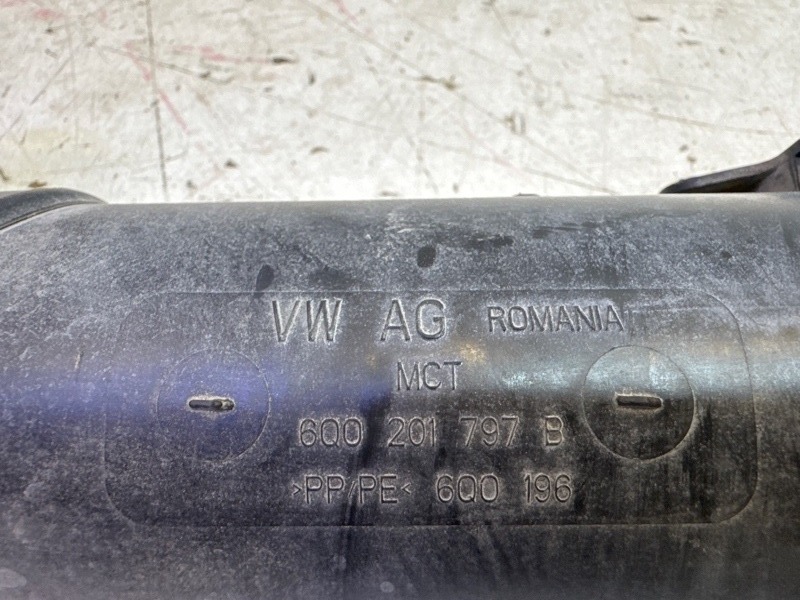 VW AG ROMANIA
MCT
6Q0 201 797 B
>PP/PE< 6Q0 196